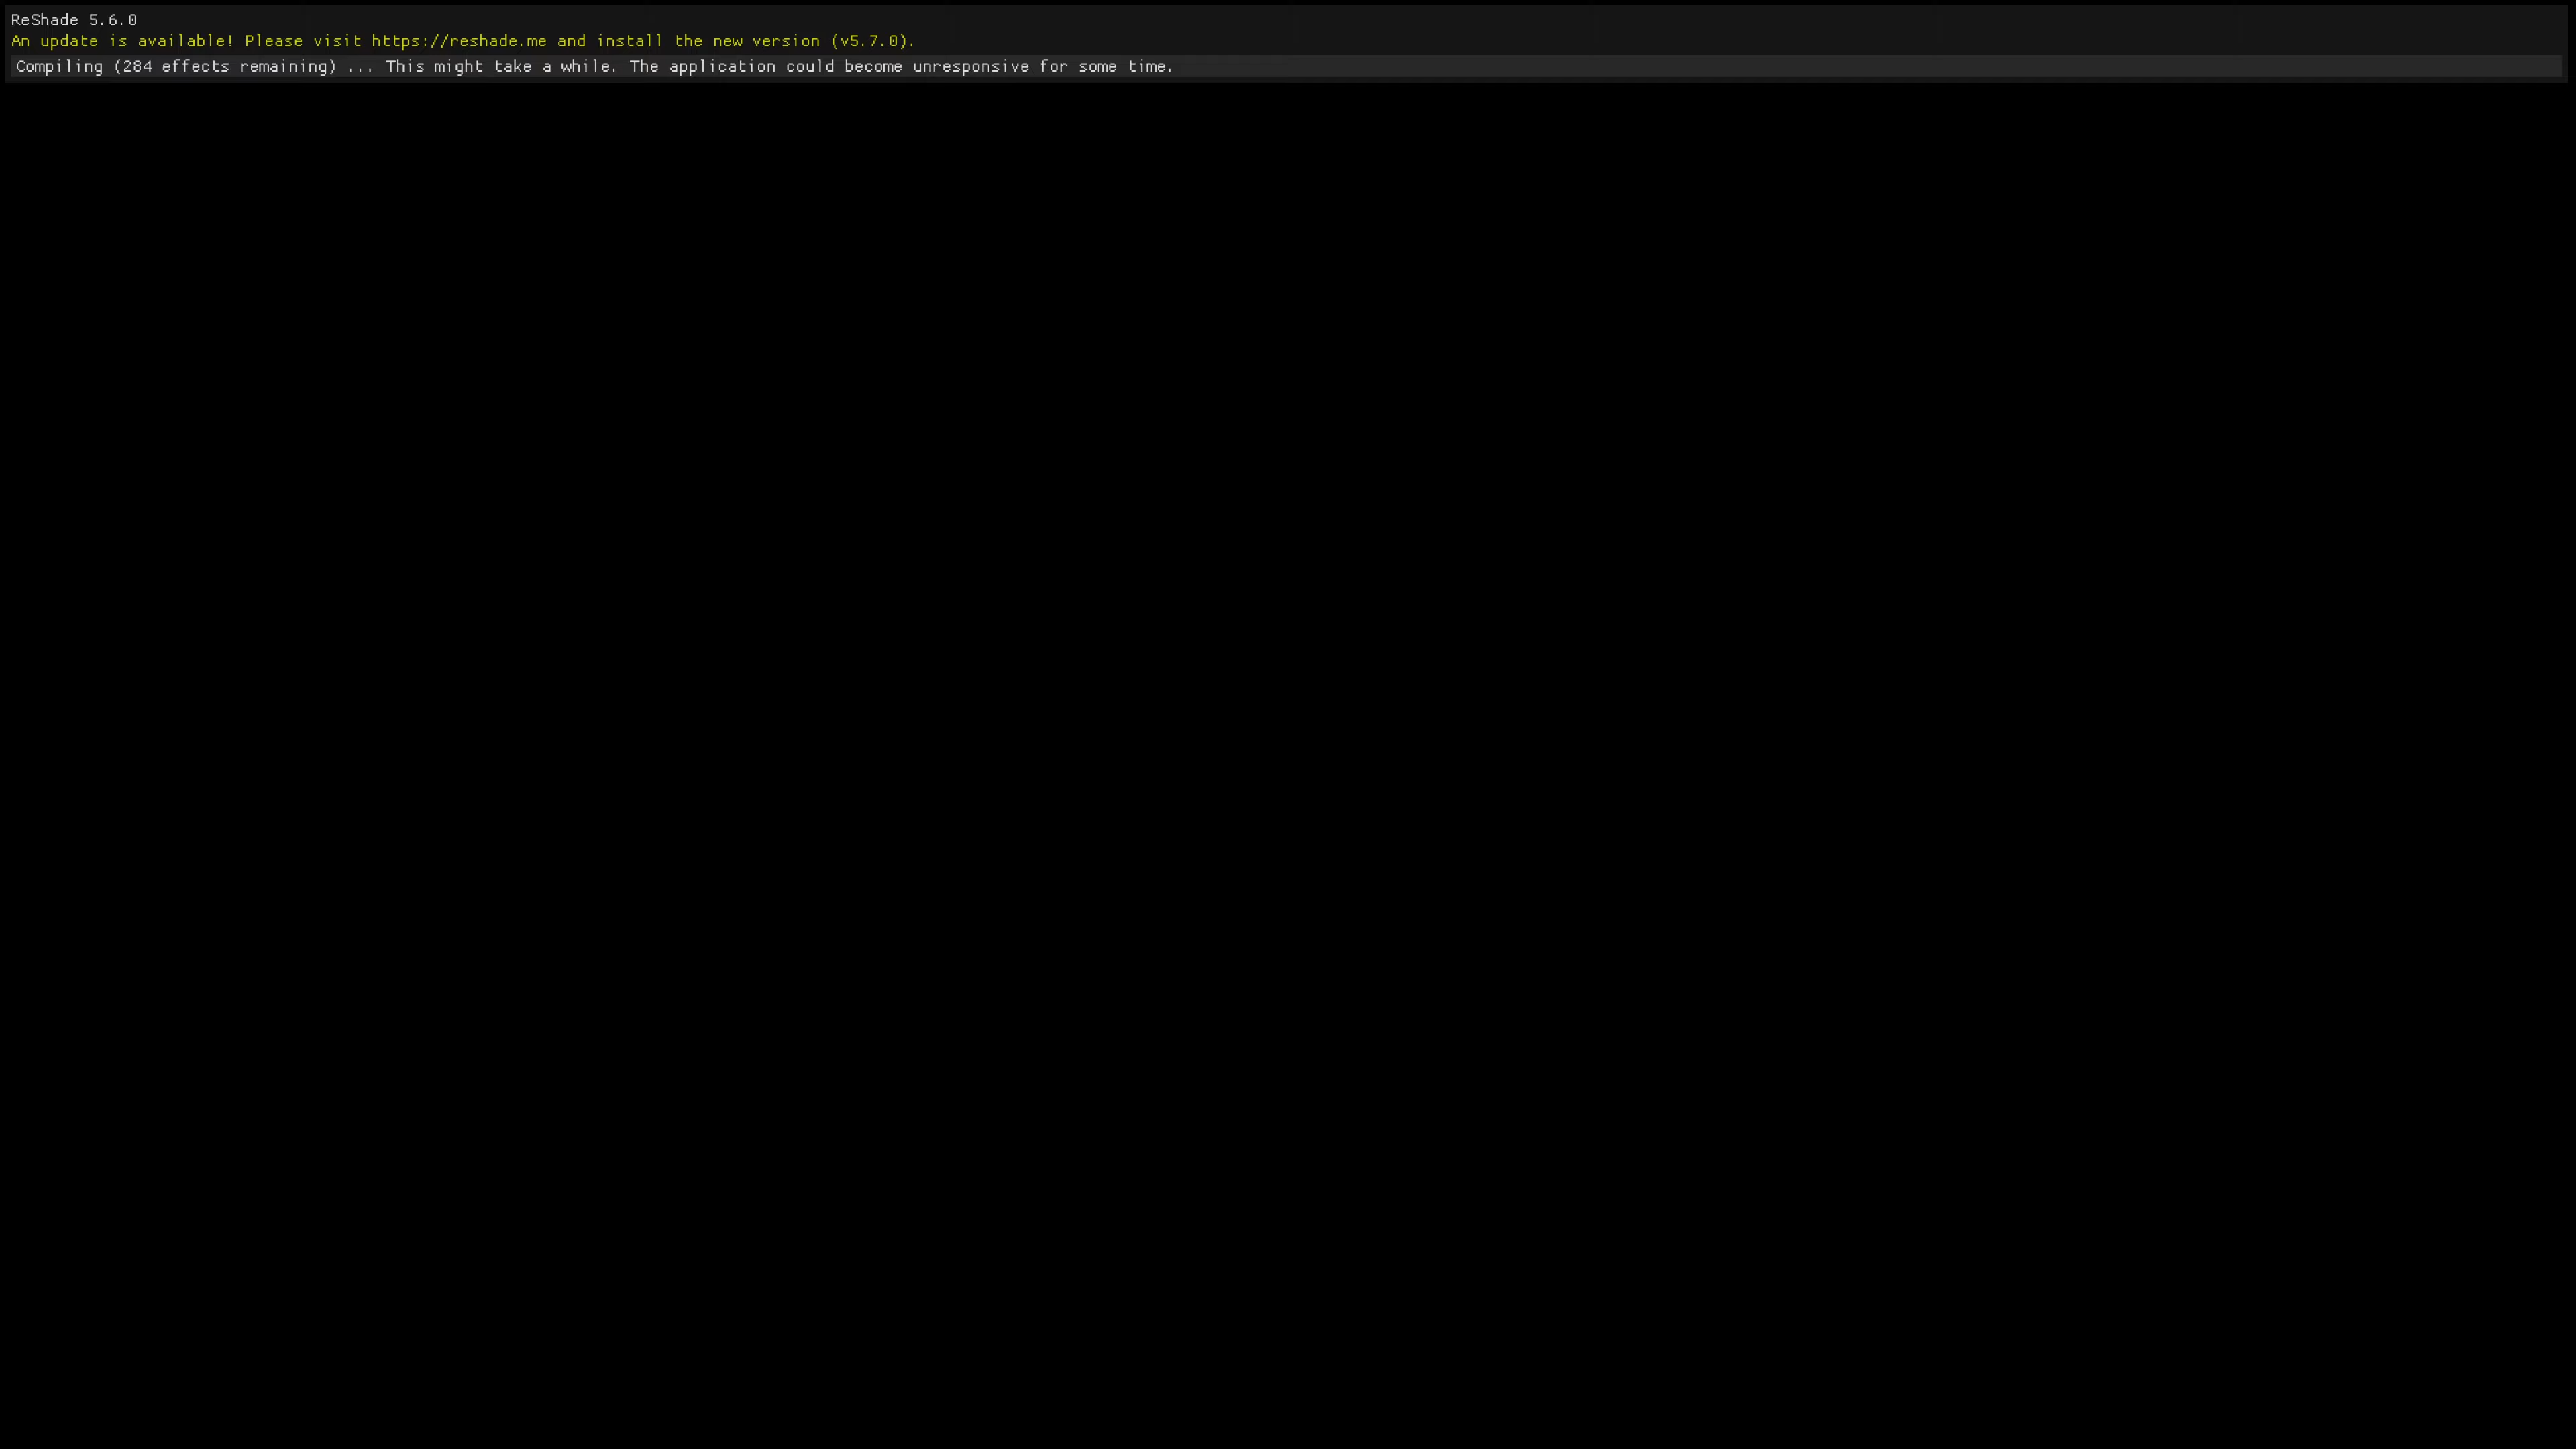 ReShade 5.6.0
An update is available! Please visit https://reshade.me and install the new version (v5.7.0).
Compiling (284 effects remaining) ... This might take a while. The application could become unresponsive for some time.